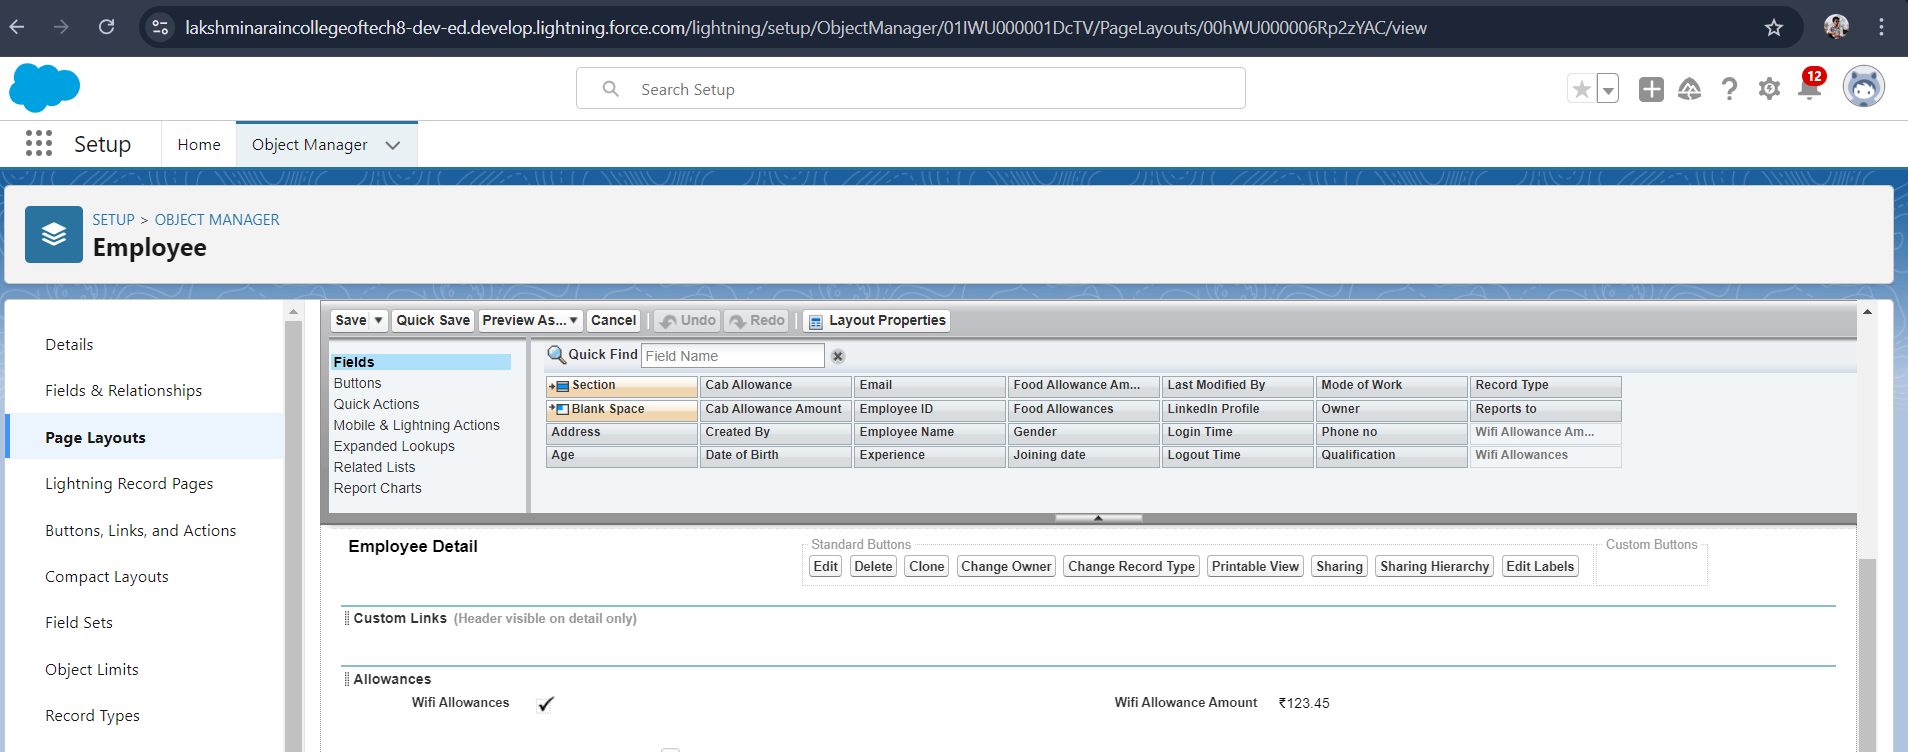 lakshminaraincollegeoftech8-dev-ed.develop.lightning.force.com/lightning/setup/ObjectManager/01IWU000001DcTV/PageLayouts/00hWU000006Rp2zYAC/view
Search Setup
12
Setup
Home
Object Manager
SETUP > OBJECT MANAGER
Employee
Details
Fields & Relationships
Page Layouts
Lightning Record Pages
Buttons, Links, and Actions
Compact Layouts
Field Sets
Object Limits
Record Types
Save Quick Save Preview As... Cancel Undo Redo Layout Properties
Fields
Buttons
Quick Actions
Mobile & Lightning Actions
Expanded Lookups
Related Lists
Report Charts
Quick Find Field Name
Section Cab Allowance Email Food Allowance Am... Last Modified By Mode of Work Record Type
Blank Space Cab Allowance Amount Employee ID Food Allowances LinkedIn Profile Owner Reports to
Address Created By Employee Name Gender Login Time Phone no Wifi Allowance Am...
Age Date of Birth Experience Joining date Logout Time Qualification Wifi Allowances
Employee Detail
Standard Buttons
Edit Delete Clone Change Owner Change Record Type Printable View Sharing Sharing Hierarchy Edit Labels
Custom Buttons
Custom Links (Header visible on detail only)
Allowances
Wifi Allowances
Wifi Allowance Amount ₹123.45